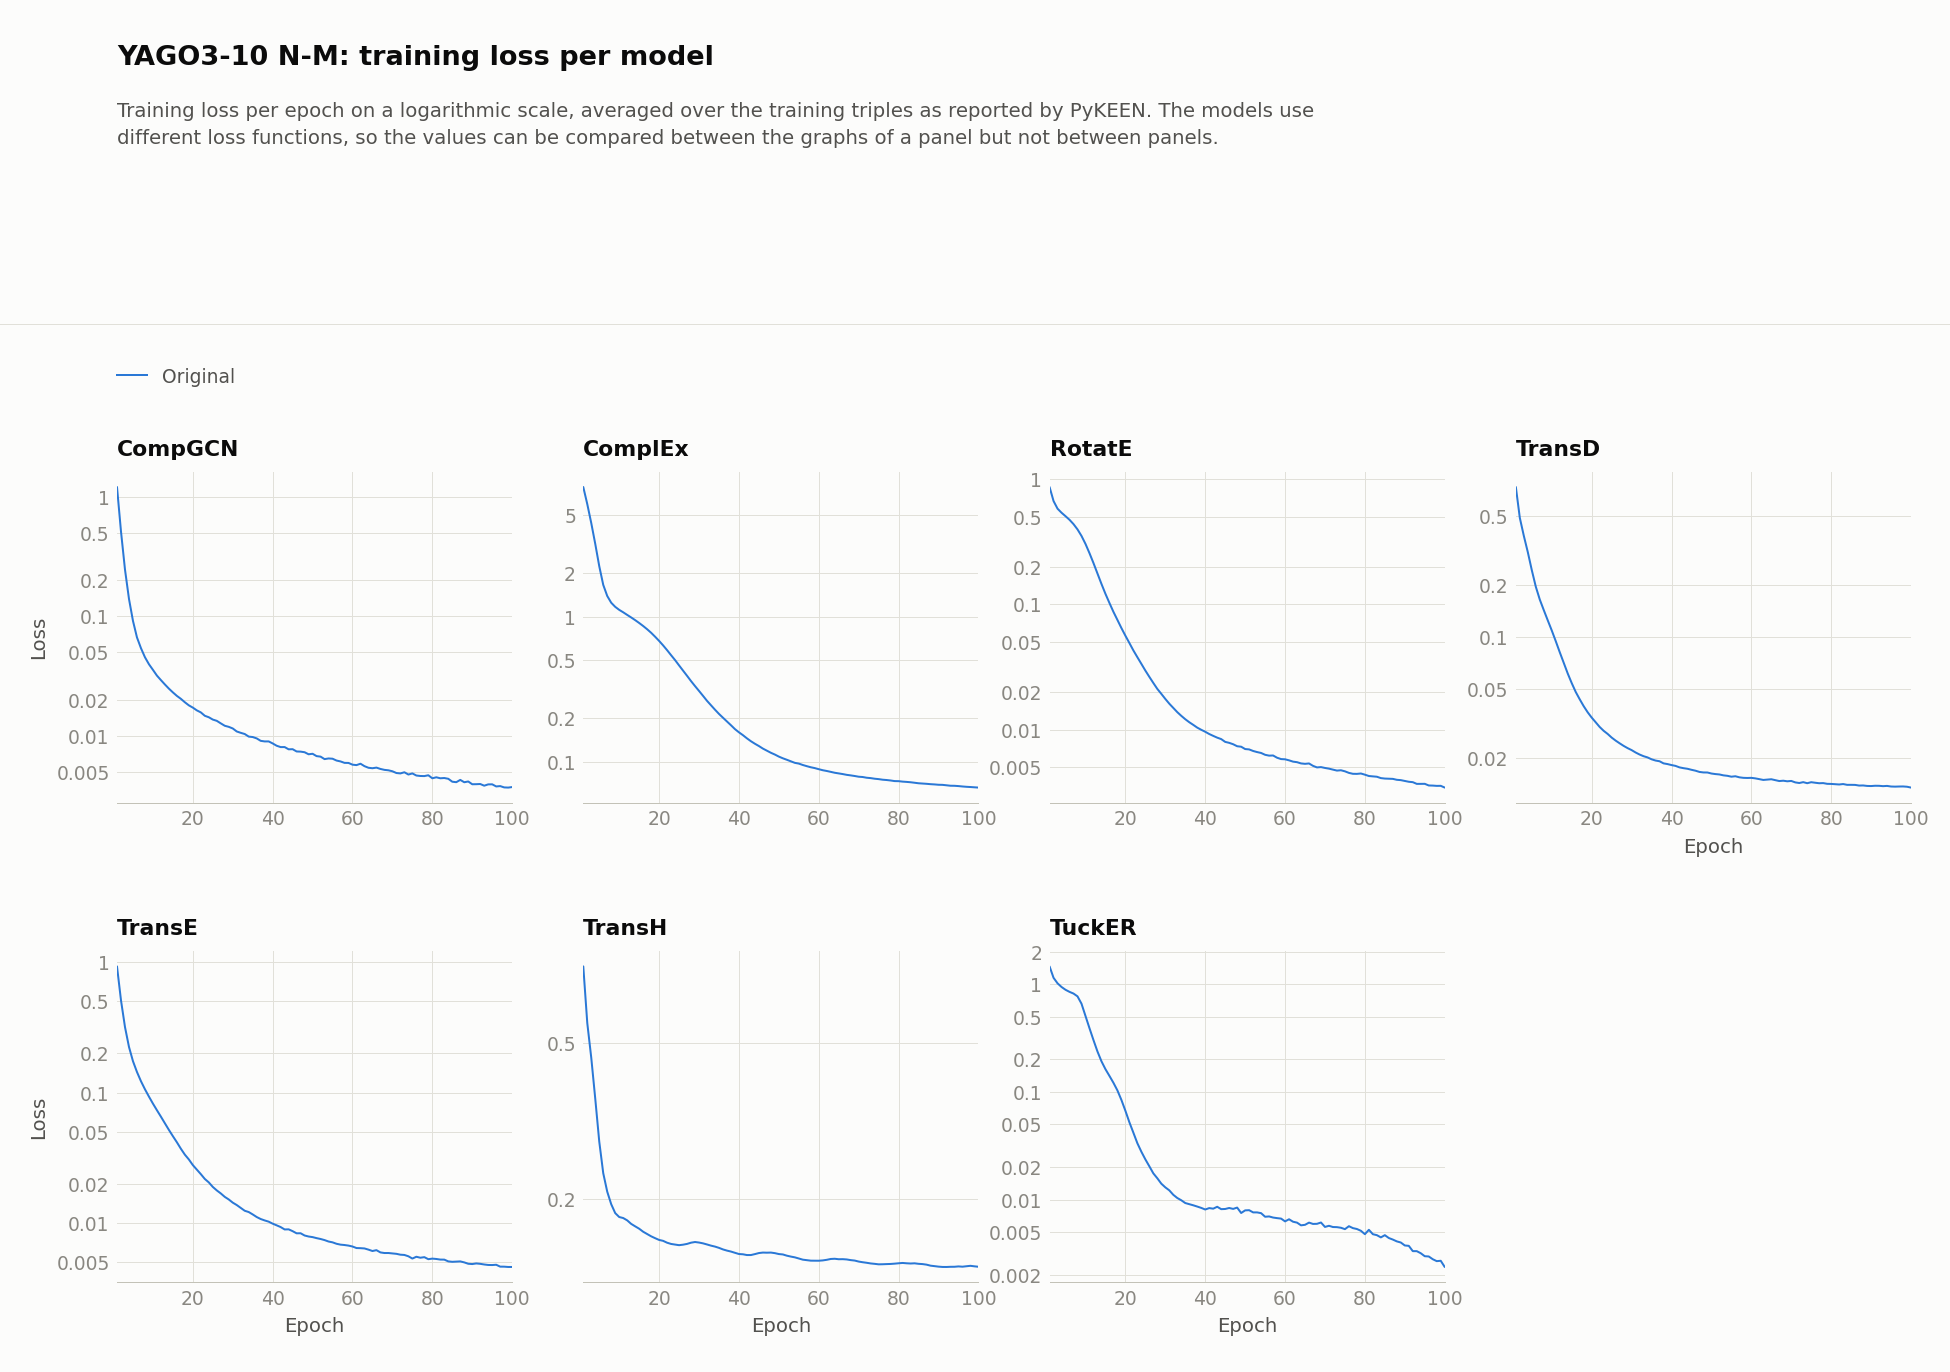 YAGO3-10 N-M: training loss per model
Training loss per epoch on a logarithmic scale, averaged over the training triples as reported by PyKEEN. The models use
different loss functions, so the values can be compared between the graphs of a panel but not between panels.
Original
CompGCN
1
0.5
0.2
0.1
0.05
0.02
0.01
0.005
Loss
20 40 60 80 100
ComplEx
5
2
1
0.5
0.2
0.1
20 40 60 80 100
RotatE
1
0.5
0.2
0.1
0.05
0.02
0.01
0.005
20 40 60 80 100
TransD
0.5
0.2
0.1
0.05
0.02
20 40 60 80 100
Epoch
TransE
1
0.5
0.2
0.1
0.05
0.02
0.01
0.005
Loss
20 40 60 80 100
Epoch
TransH
0.5
0.2
20 40 60 80 100
Epoch
TuckER
2
1
0.5
0.2
0.1
0.05
0.02
0.01
0.005
0.002
20 40 60 80 100
Epoch